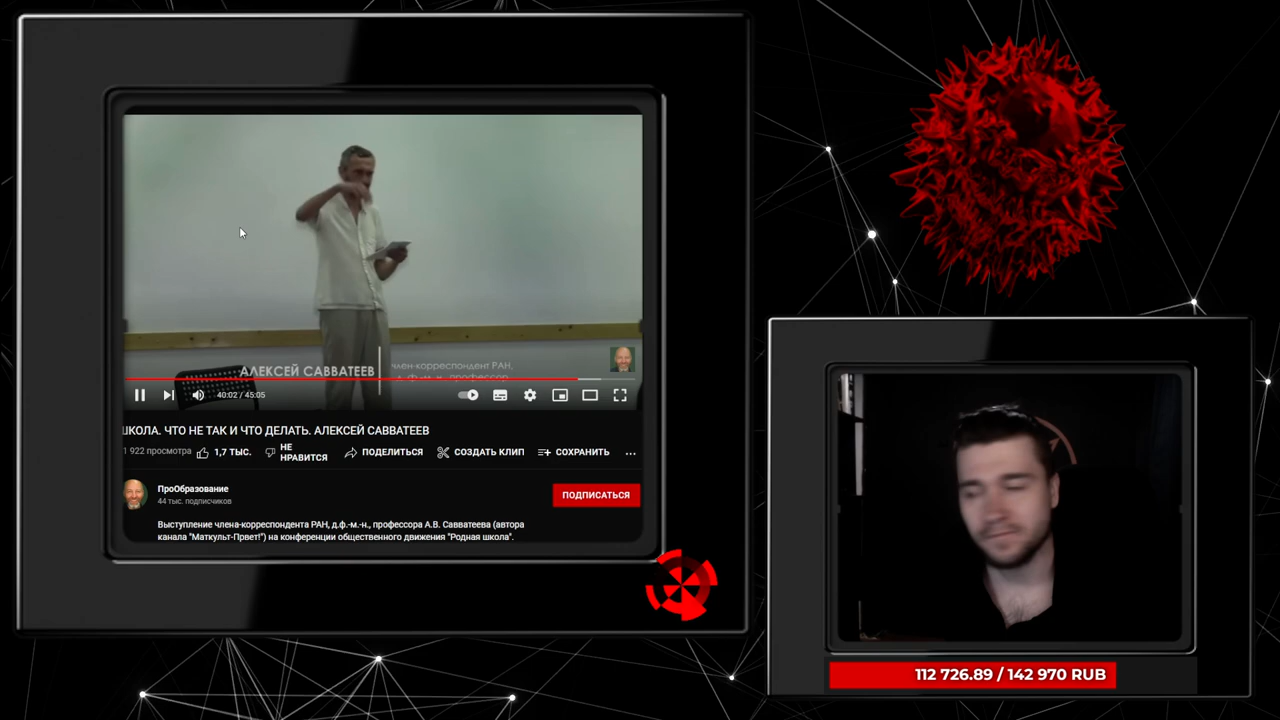 АЛЕКСЕЙ САВВАТЕЕВ
член-корреспондент РАН,
д.ф.-м.н., профессор
40:02 / 45:05
ШКОЛА. ЧТО НЕ ТАК И ЧТО ДЕЛАТЬ. АЛЕКСЕЙ САВВАТЕЕВ
1 922 просмотра
1,7 ТЫС.
НЕ НРАВИТСЯ
ПОДЕЛИТЬСЯ
СОЗДАТЬ КЛИП
СОХРАНИТЬ
ПроОбразование
44 тыс. подписчиков
ПОДПИСАТЬСЯ
Выступление члена-корреспондента РАН, д.ф.-м.н., профессора А.В. Савватеева (автора
канала "Маткульт-Првет!") на конференции общественного движения "Родная школа".
112 726.89 / 142 970 RUB